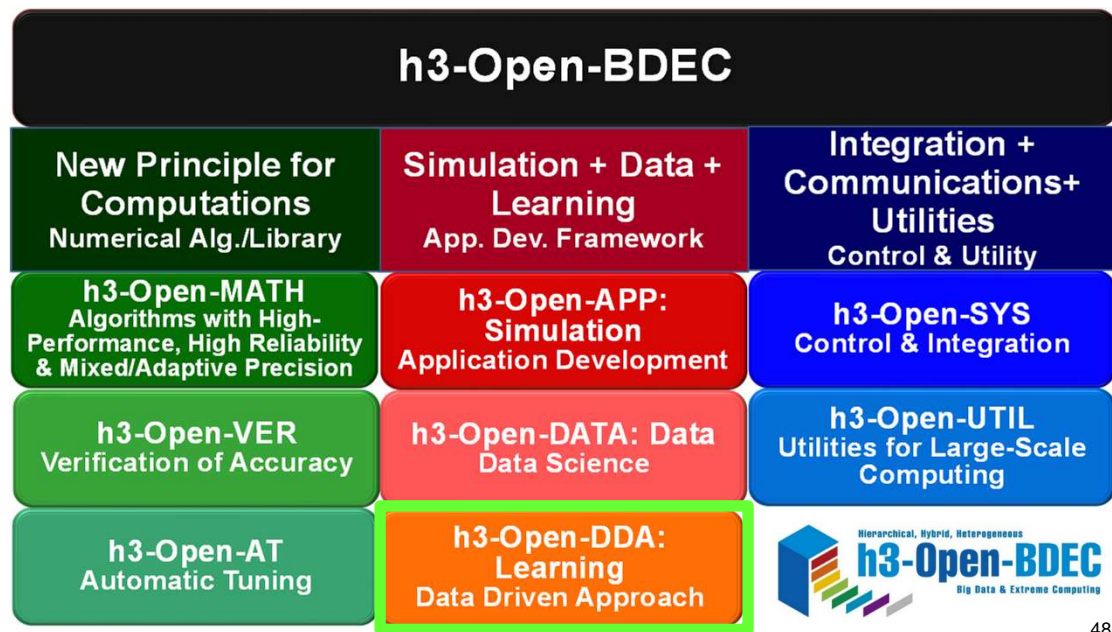 h3-Open-BDEC
New Principle for
Computations
Numerical Alg./Library
Simulation + Data +
Learning
App. Dev. Framework
Integration +
Communications+
Utilities
Control & Utility
h3-Open-MATH
Algorithms with High-
Performance, High Reliability
& Mixed/Adaptive Precision
h3-Open-APP:
Simulation
Application Development
h3-Open-SYS
Control & Integration
h3-Open-VER
Verification of Accuracy
h3-Open-DATA: Data
Data Science
h3-Open-UTIL
Utilities for Large-Scale
Computing
h3-Open-AT
Automatic Tuning
h3-Open-DDA:
Learning
Data Driven Approach
Hierarchical, Hybrid, Heterogeneous
h3-Open-BDEC
Big Data & Extreme Computing
48